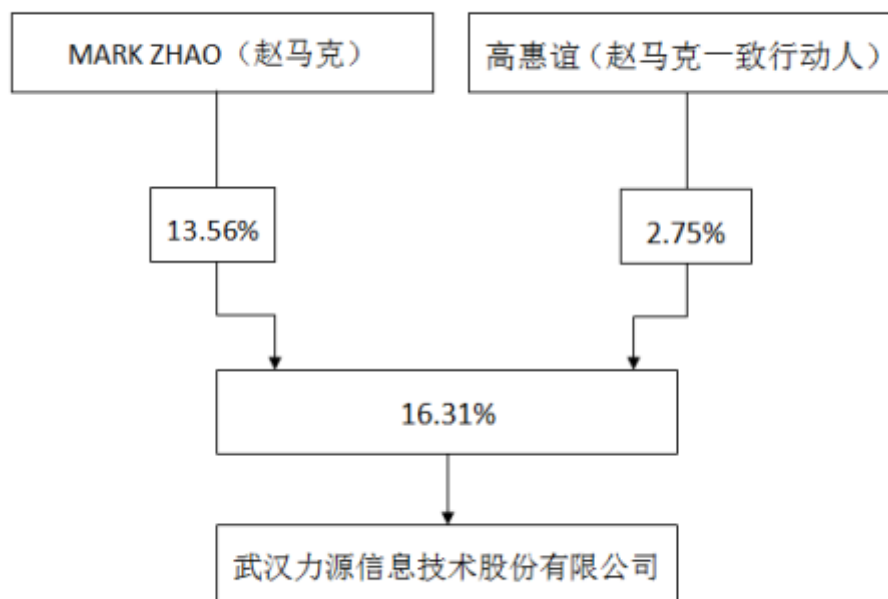 MARK ZHAO（赵马克）
高惠谊（赵马克一致行动人）
13.56%
2.75%
16.31%
武汉力源信息技术股份有限公司